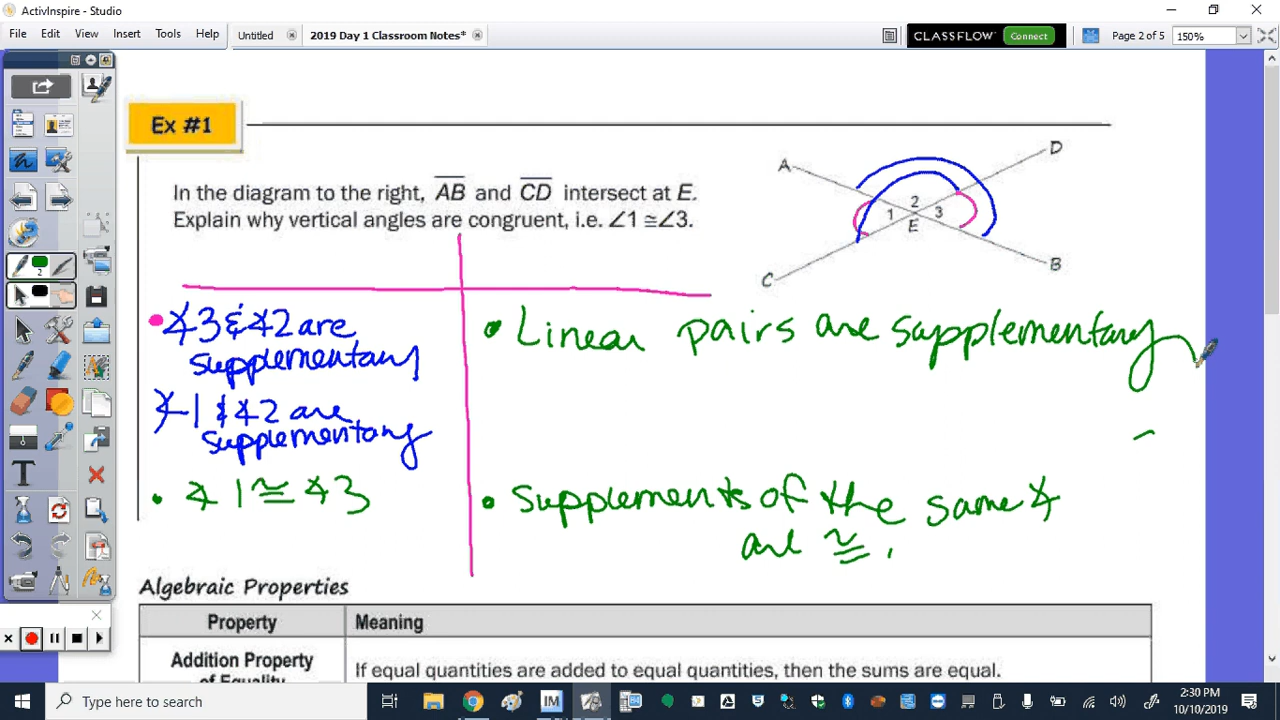 ActivInspire - Studio
File Edit View Insert Tools Help Untitled 2019 Day 1 Classroom Notes* CLASSFLOW Connect Page 2 of 5 150%
Ex #1
In the diagram to the right, AB and CD intersect at E.
Explain why vertical angles are congruent, i.e. ∠1 ≅∠3.
A
D
1 2 3
E
C
B
• ∡3 & ∡2 are
supplementary
• Linear pairs are supplementary
∡1 & ∡2 are
supplementary
• ∡1 ≅ ∡3
• Supplements of the same ∡
are ≅.
Algebraic Properties
Property Meaning
Addition Property
of Equality
If equal quantities are added to equal quantities, then the sums are equal.
2
T
Type here to search
IM
2:30 PM
10/10/2019